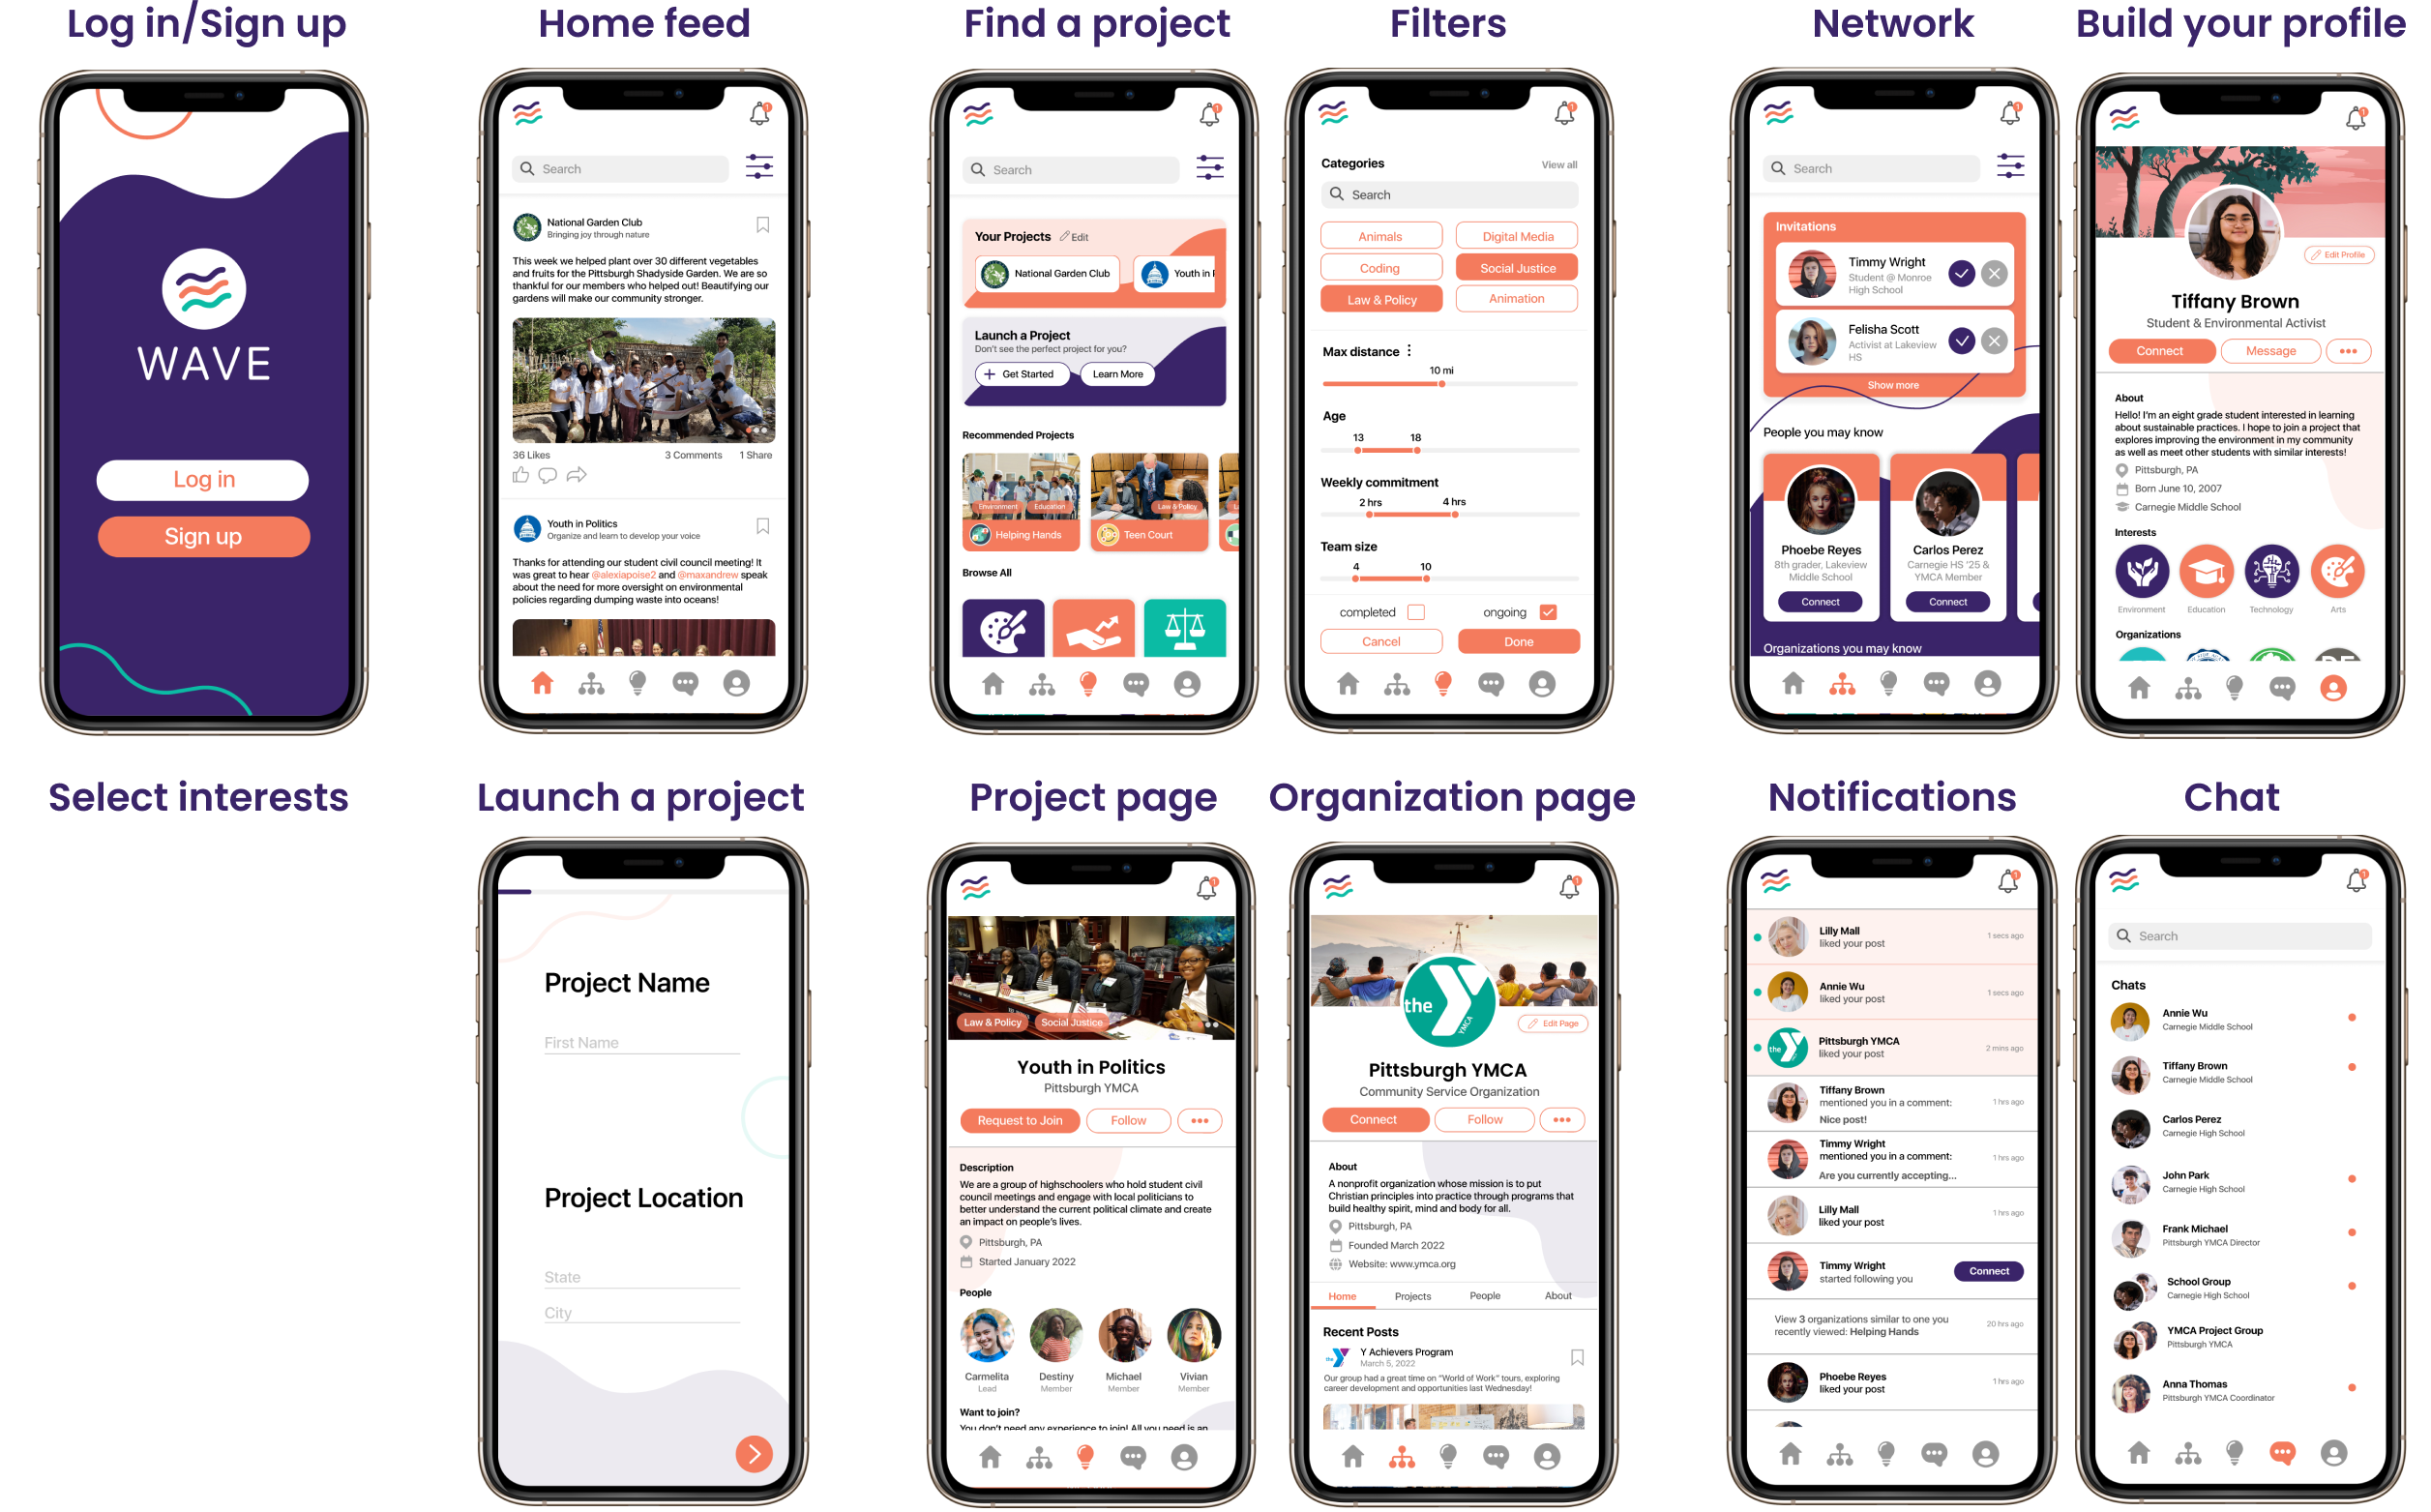 Log in/Sign up
WAVE
Log in
Sign up
Home feed
1
Search
National Garden Club
Bringing joy through nature
This week we helped plant over 30 different vegetables
and fruits for the Pittsburgh Shadyside Garden. We are so
thankful for our members who helped out! Beautifying our
gardens will make our community stronger.
36 Likes
3 Comments
1 Share
Youth in Politics
Organize and learn to develop your voice
Thanks for attending our student civil council meeting! It
was great to hear @alexiapoise2 and @maxandrew speak
about the need for more oversight on environmental
policies regarding dumping waste into oceans!
Find a project
1
Search
Your Projects
Edit
National Garden Club
Youth in
Launch a Project
Don't see the perfect project for you?
Get Started
Learn More
Recommended Projects
Environment
Education
Law & Policy
Helping Hands
Teen Court
Browse All
Filters
1
Categories
View all
Search
Animals
Digital Media
Coding
Social Justice
Law & Policy
Animation
Max distance
10 mi
Age
13
18
Weekly commitment
2 hrs
4 hrs
Team size
4
10
completed
ongoing
Cancel
Done
Network
1
Search
Invitations
Timmy Wright
Student @ Monroe
High School
Felisha Scott
Activist at Lakeview
HS
Show more
People you may know
Phoebe Reyes
8th grader, Lakeview
Middle School
Connect
Carlos Perez
Carnegie HS '25 &
YMCA Member
Connect
Organizations you may know
Build your profile
1
Edit Profile
Tiffany Brown
Student & Environmental Activist
Connect
Message
About
Hello! I'm an eight grade student interested in learning
about sustainable practices. I hope to join a project that
explores improving the environment in my community
as well as meet other students with similar interests!
Pittsburgh, PA
Born June 10, 2007
Carnegie Middle School
Interests
Environment
Education
Technology
Arts
Organizations
Select interests
Launch a project
Project Name
First Name
Project Location
State
City
Project page
1
Law & Policy
Social Justice
Youth in Politics
Pittsburgh YMCA
Request to Join
Follow
Description
We are a group of highschoolers who hold student civil
council meetings and engage with local politicians to
better understand the current political climate and create
an impact on people's lives.
Pittsburgh, PA
Started January 2022
People
Carmelita
Lead
Destiny
Member
Michael
Member
Vivian
Member
Want to join?
You don't need any experience to join! All you need is an
Organization page
1
the
YMCA
Edit Page
Pittsburgh YMCA
Community Service Organization
Connect
Follow
About
A nonprofit organization whose mission is to put
Christian principles into practice through programs that
build healthy spirit, mind and body for all.
Pittsburgh, PA
Founded March 2022
Website: www.ymca.org
Home
Projects
People
About
Recent Posts
Y Achievers Program
March 5, 2022
Our group had a great time on "World of Work" tours, exploring
career development and opportunities last Wednesday!
Notifications
1
Lilly Mall
liked your post
1 secs ago
Annie Wu
liked your post
1 secs ago
the
Pittsburgh YMCA
liked your post
2 mins ago
Tiffany Brown
mentioned you in a comment:
Nice post!
1 hrs ago
Timmy Wright
mentioned you in a comment:
Are you currently accepting...
1 hrs ago
Lilly Mall
liked your post
1 hrs ago
Timmy Wright
started following you
Connect
View 3 organizations similar to one you
recently viewed: Helping Hands
20 hrs ago
Phoebe Reyes
liked your post
1 hrs ago
Chat
1
Search
Chats
Annie Wu
Carnegie Middle School
Tiffany Brown
Carnegie Middle School
Carlos Perez
Carnegie High School
John Park
Carnegie High School
Frank Michael
Pittsburgh YMCA Director
School Group
Carnegie High School
YMCA Project Group
Pittsburgh YMCA
Anna Thomas
Pittsburgh YMCA Coordinator